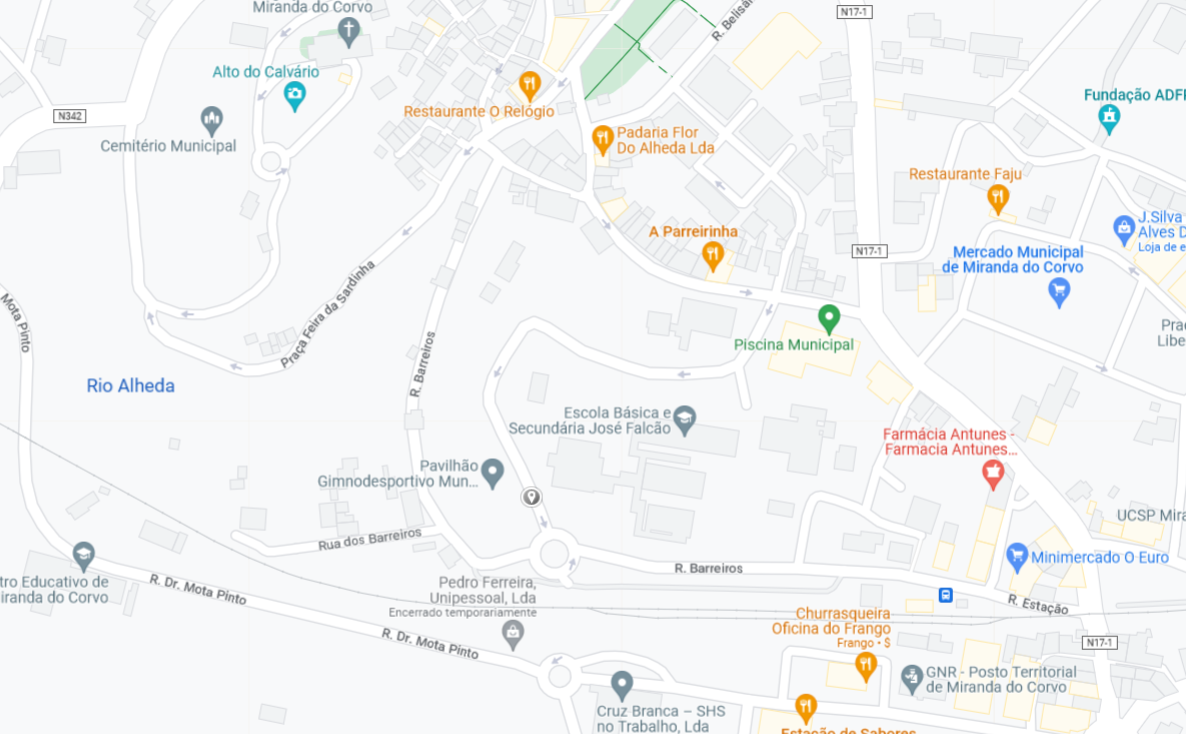 Miranda do Corvo
N17-1
R. Belisár
Alto do Calvário
Restaurante O Relógio
Fundação ADFP
N342
Cemitério Municipal
Padaria Flor
Do Alheda Lda
Restaurante Faju
A Parreirinha
J.Silva
Alves D
Loja de e
N17-1
Mercado Municipal
de Miranda do Corvo
Praça Feira da Sardinha
Mota Pinto
Piscina Municipal
Praç
Libe
R. Barreiros
Rio Alheda
Escola Básica e
Secundária José Falcão
Farmácia Antunes -
Farmacia Antunes...
Pavilhão
Gimnodesportivo Mun...
UCSP Mira
Rua dos Barreiros
Minimercado O Euro
R. Barreiros
tro Educativo de
iranda do Corvo
R. Dr. Mota Pinto
Pedro Ferreira,
Unipessoal, Lda
Encerrado temporariamente
R. Estação
Churrasqueira
Oficina do Frango
Frango • $
R. Dr. Mota Pinto
N17-1
GNR - Posto Territorial
de Miranda do Corvo
Cruz Branca – SHS
no Trabalho, Lda
Estação de Sabores